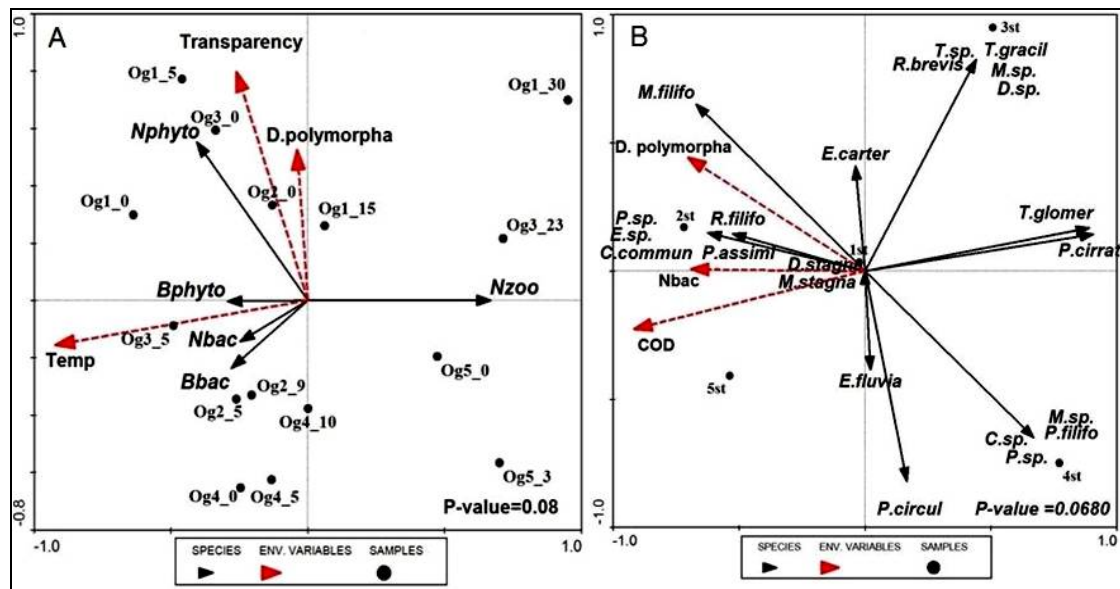 1.0
A
Transparency
Og1_5
Og1_30
Og3_0
Nphyto
D.polymorpha
Og2_0
Og1_0
Og1_15
Og3_23
Bphyto
Nzoo
Og3_5
Nbac
Temp
Bbac
Og5_0
Og2_9
Og2_5
Og4_10
Og5_3
Og4_0
Og4_5
P-value=0.08
-0.8
-1.0
1.0
SPECIES ENV. VARIABLES SAMPLES
1.0
B
3st
T.sp. T.gracil
R.brevis
M.sp.
D.sp.
M.filifo
D. polymorpha
E.carter
P.sp.
2st
R.filifo
T.glomer
E.sp.
C.commun
P.assimi
1st
P.cirrat
D.stagna
Nbac
M.stagna
COD
5st
E.fluvia
M.sp.
C.sp.
P.filifo
P.sp.
4st
P.circul
P-value =0.0680
-1.0
-1.0
1.0
SPECIES ENV. VARIABLES SAMPLES